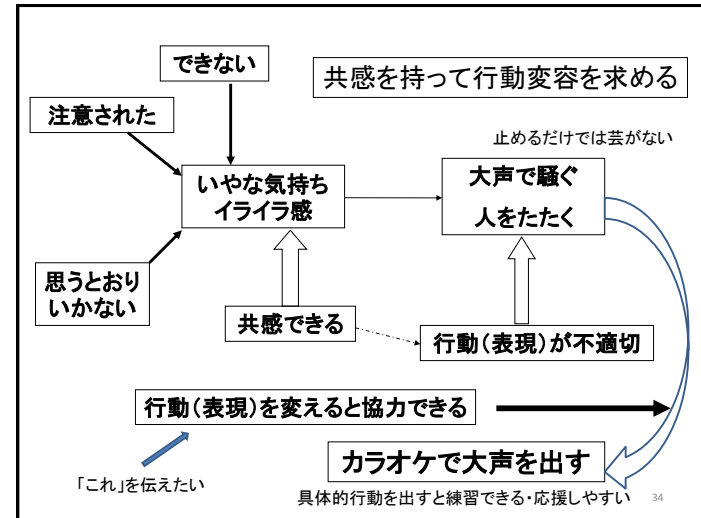 できない
共感を持って行動変容を求める
注意された
止めるだけでは芸がない
いやな気持ち
イライラ感
大声で騒ぐ
人をたたく
思うとおり
いかない
共感できる
行動（表現）が不適切
行動（表現）を変えると協力できる
カラオケで大声を出す
「これ」を伝えたい
具体的行動を出すと練習できる・応援しやすい
34